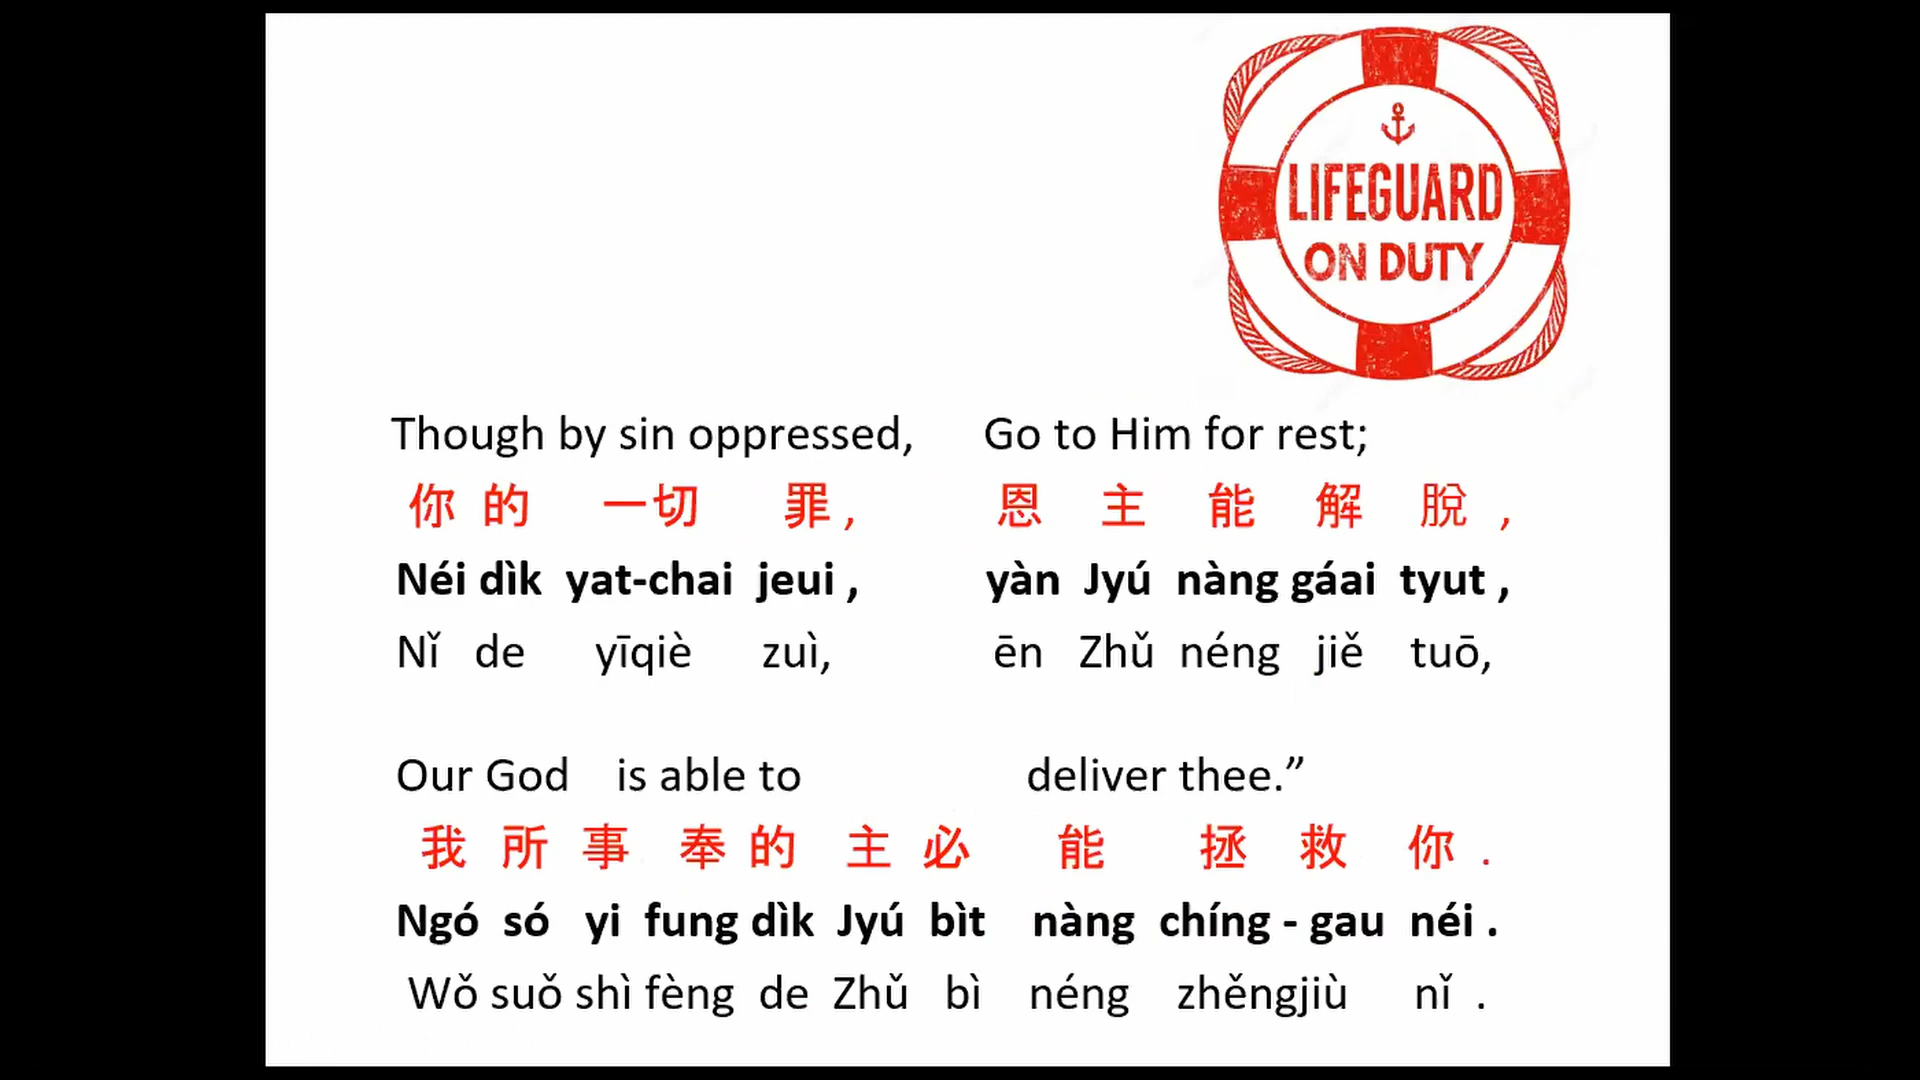 LIFEGUARD
ON DUTY
Though by sin oppressed, Go to Him for rest;
你 的 一切 罪, 恩 主 能 解 脫,
Néi dìk yat-chai jeui , yàn Jyú nàng gáai tyut ,
Nǐ de yīqiè zuì, ēn Zhǔ néng jiě tuō,
Our God is able to deliver thee.”
我 所 事 奉 的 主 必 能 拯 救 你 .
Ngó só yi fung dìk Jyú bìt nàng chíng - gau néi .
Wǒ suǒ shì fèng de Zhǔ bì néng zhěngjiù nǐ .